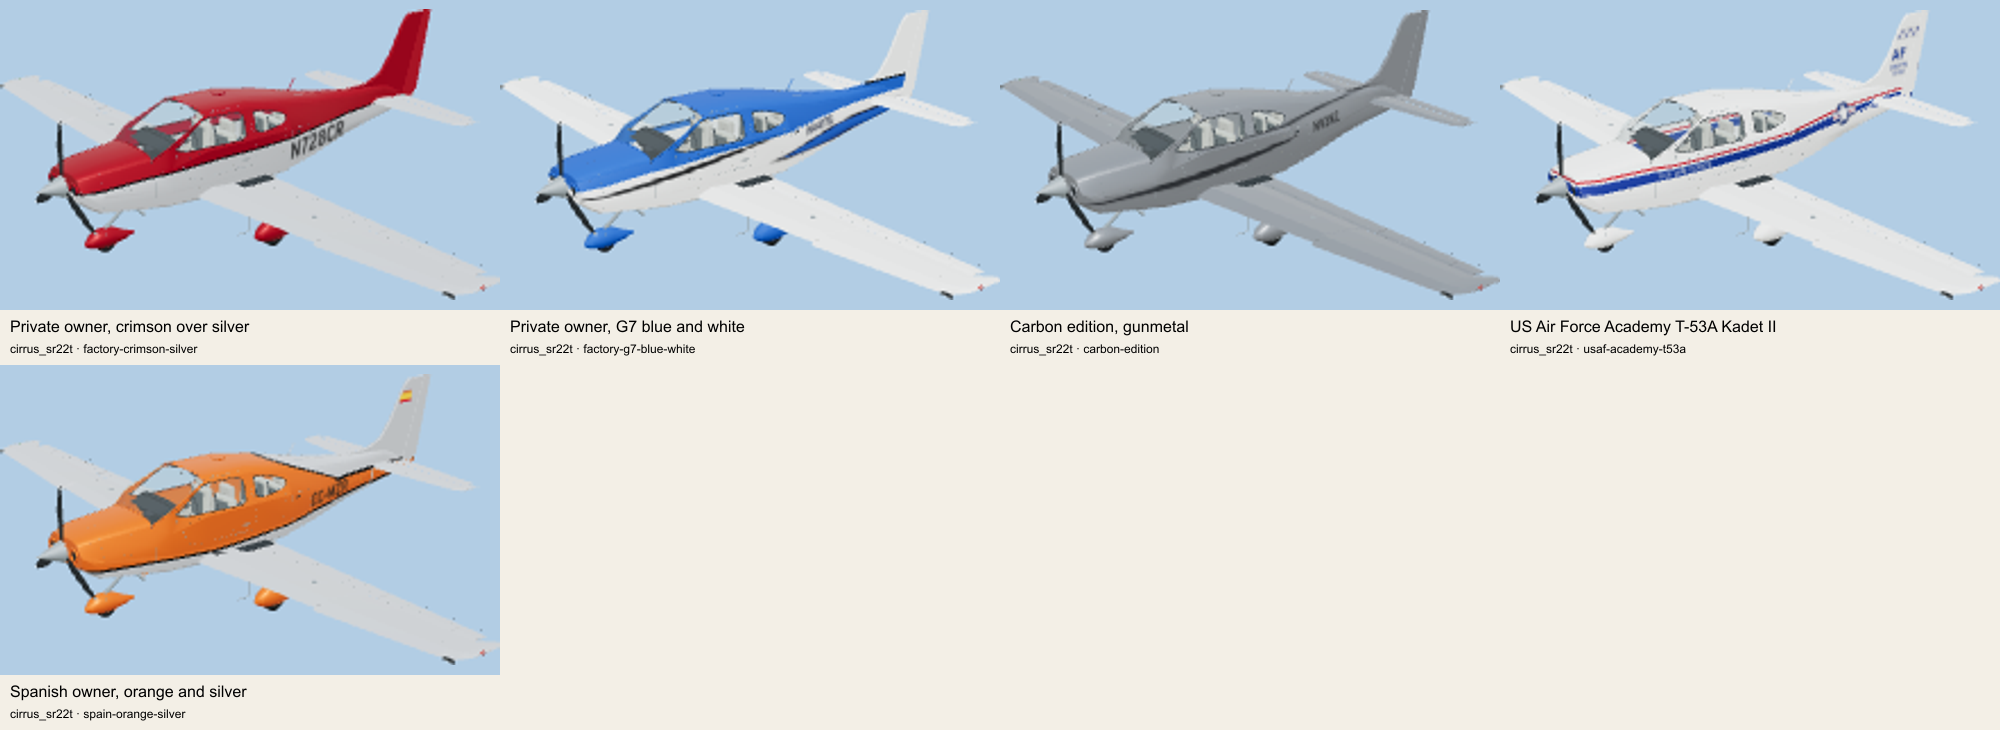 N728CR
AF
Private owner, crimson over silver
cirrus_sr22t · factory-crimson-silver
Private owner, G7 blue and white
cirrus_sr22t · factory-g7-blue-white
Carbon edition, gunmetal
cirrus_sr22t · carbon-edition
US Air Force Academy T-53A Kadet II
cirrus_sr22t · usaf-academy-t53a
Spanish owner, orange and silver
cirrus_sr22t · spain-orange-silver